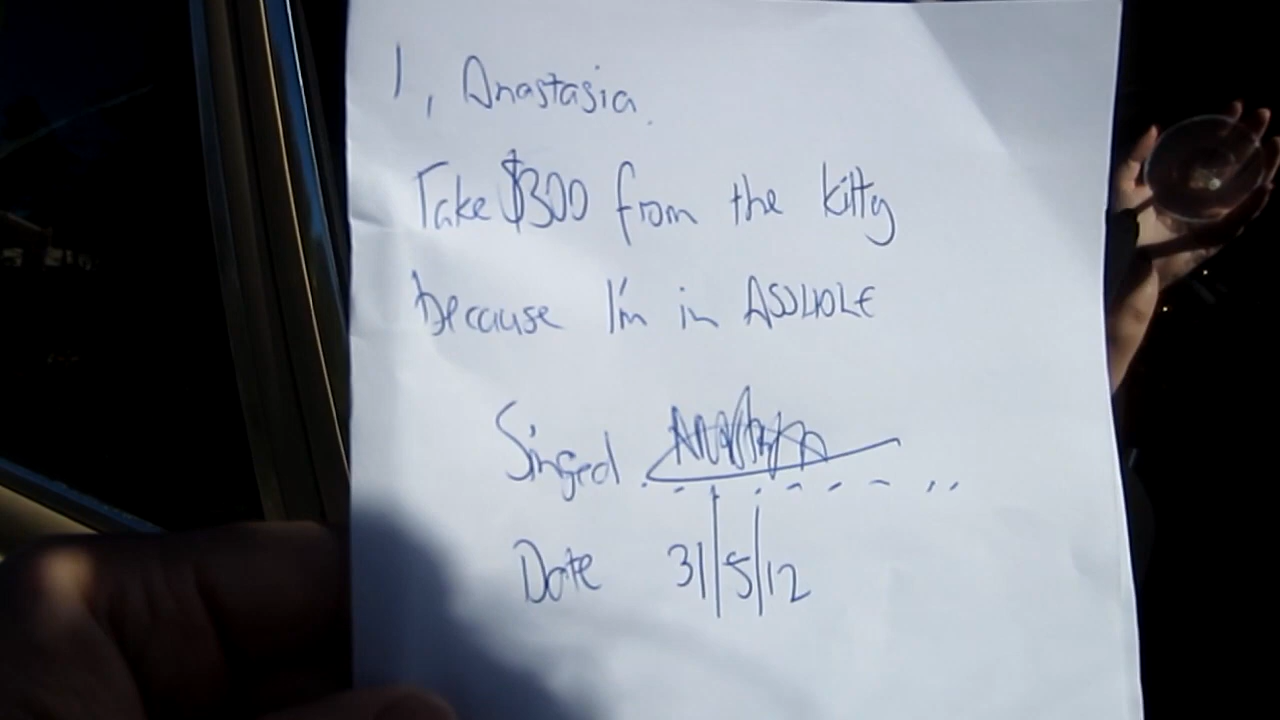 I, Anastasia.
Take $300 from the kitty
because I'm in ASSHOLE
Singed
Date 31/5/12